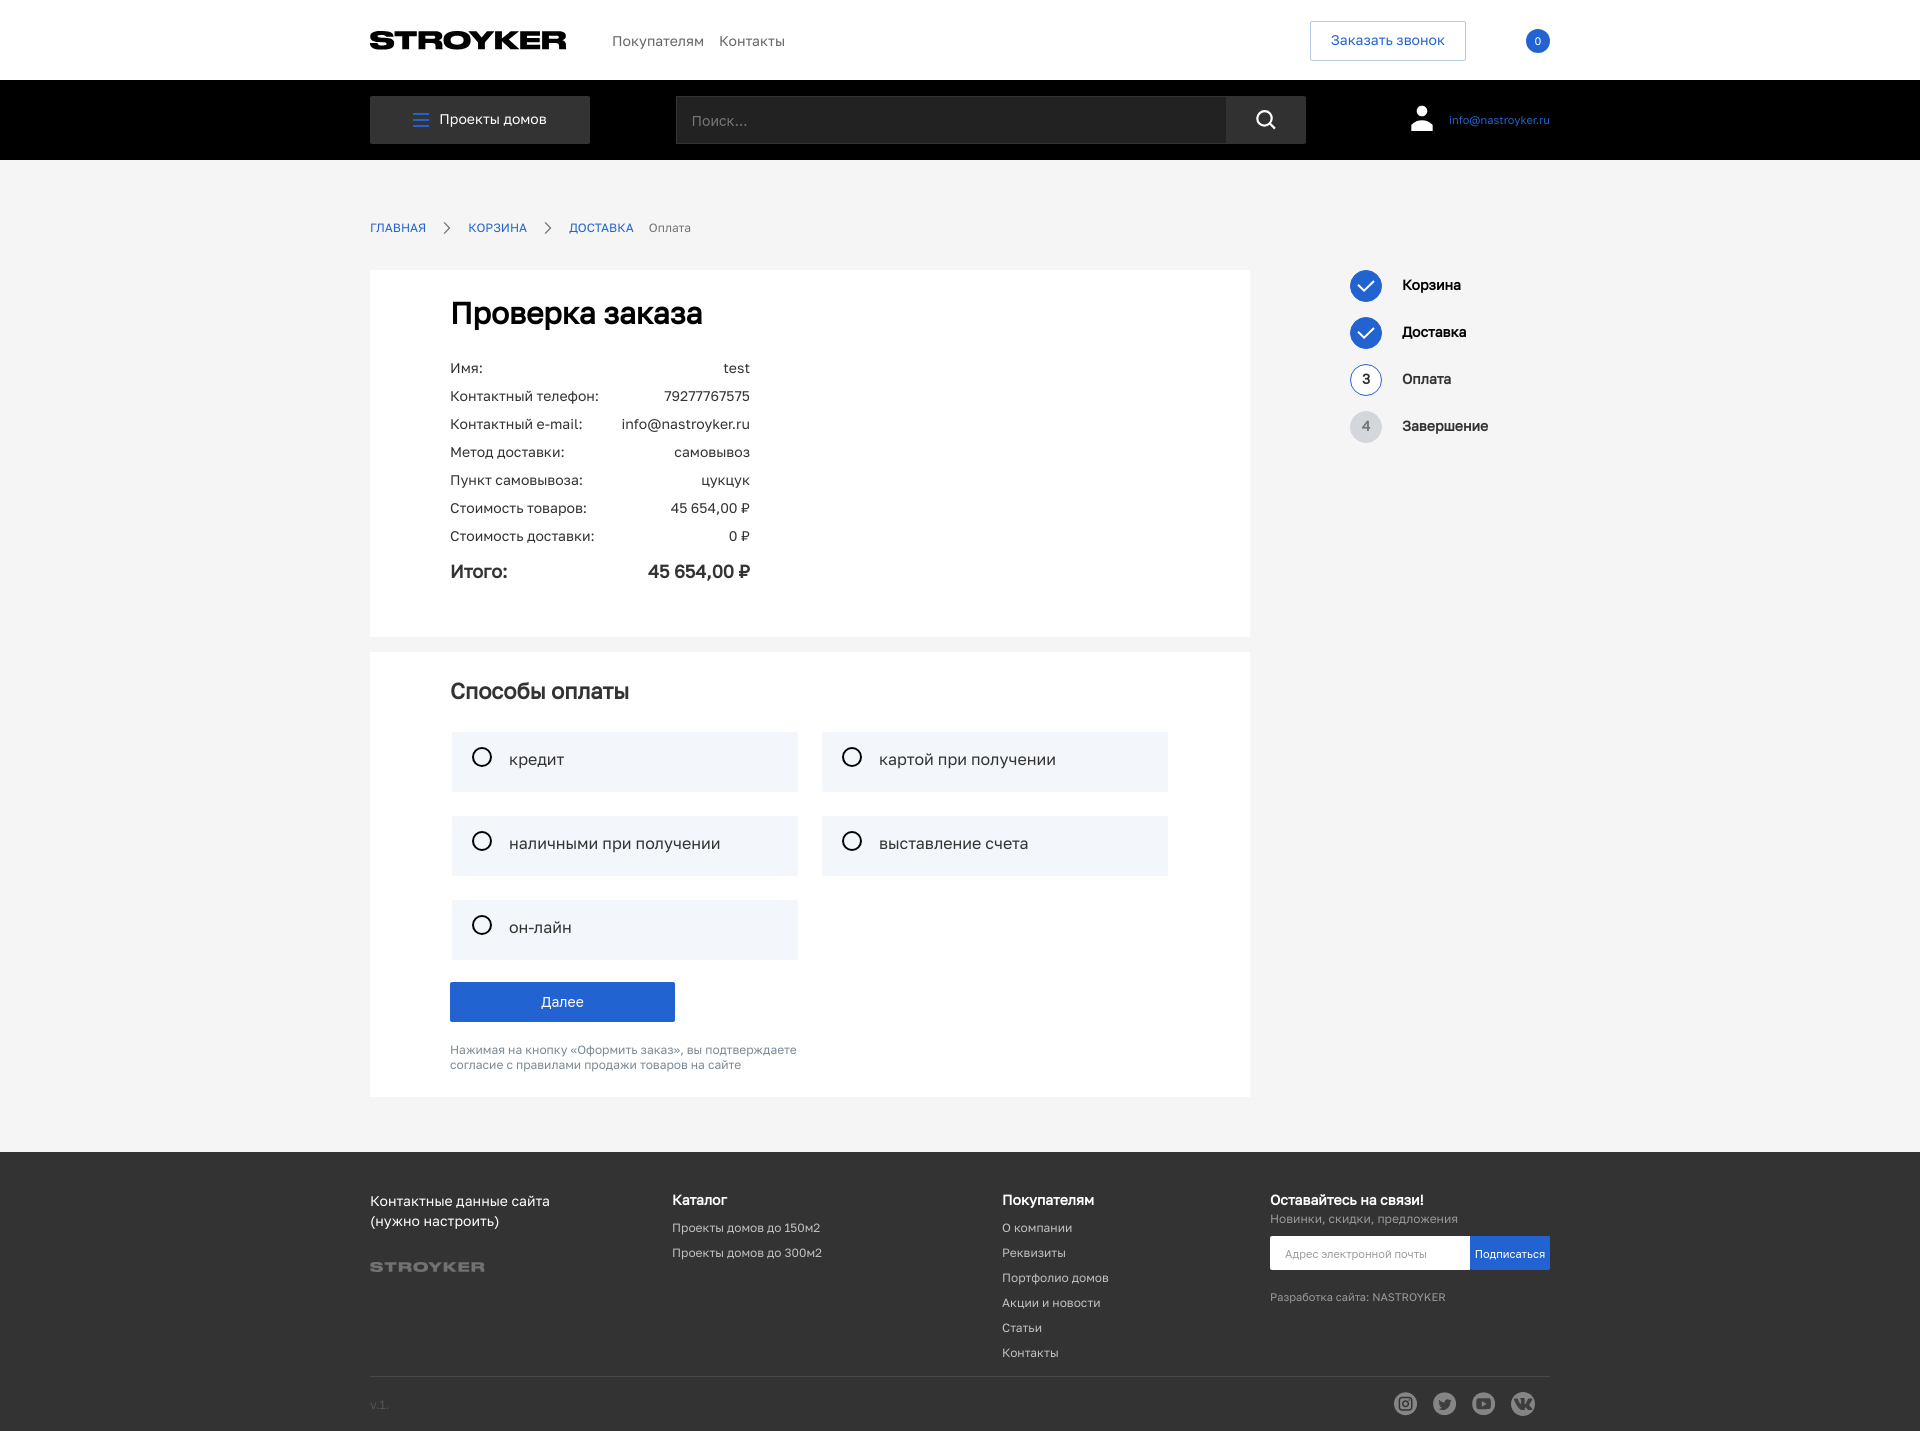 STROYKER
Покупателям Контакты
Заказать звонок
0
Проекты домов
Поиск...
info@nastroyker.ru
ГЛАВНАЯ КОРЗИНА ДОСТАВКА Оплата
Проверка заказа
Имя: test
Контактный телефон: 79277767575
Контактный e-mail: info@nastroyker.ru
Метод доставки: самовывоз
Пункт самовывоза: цукцук
Стоимость товаров: 45 654,00 ₽
Стоимость доставки: 0 ₽
Итого: 45 654,00 ₽
Корзина
Доставка
3 Оплата
4 Завершение
Способы оплаты
кредит
картой при получении
наличными при получении
выставление счета
он-лайн
Далее
Нажимая на кнопку «Оформить заказ», вы подтверждаете
согласие с правилами продажи товаров на сайте
Контактные данные сайта
(нужно настроить)
STROYKER
Каталог
Проекты домов до 150м2
Проекты домов до 300м2
Покупателям
О компании
Реквизиты
Портфолио домов
Акции и новости
Статьи
Контакты
Оставайтесь на связи!
Новинки, скидки, предложения
Адрес электронной почты
Подписаться
Разработка сайта: NASTROYKER
v.1.